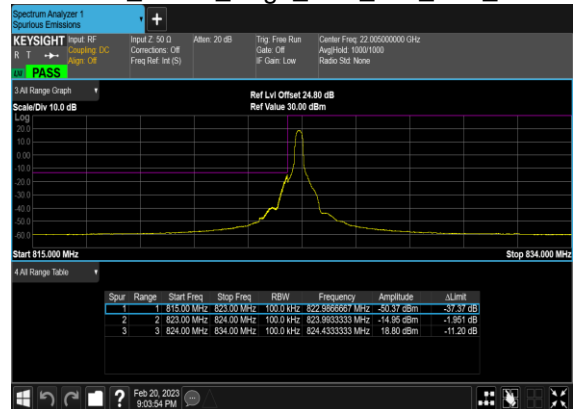 Spectrum Analyzer 1
Spurious Emissions
KEYSIGHT Input: RF Input Z: 50 Ω Atten: 20 dB Trig: Free Run Center Freq: 22.005000000 GHz
R T Coupling: DC Corrections: Off Gate: Off Avg|Hold: 1000/1000
Align: Off Freq Ref: Int (S) IF Gain: Low Radio Std: None
PASS
3 All Range Graph
Ref Lvl Offset 24.80 dB
Scale/Div 10.0 dB Ref Value 30.00 dBm
Log
20.0
10.0
0.00
-10.0
-20.0
-30.0
-40.0
-50.0
-60.0
Start 815.000 MHz Stop 834.000 MHz
4 All Range Table
Spur Range Start Freq Stop Freq RBW Frequency Amplitude ΔLimit
1 1 815.00 MHz 823.00 MHz 100.0 kHz 822.9866667 MHz -50.37 dBm -37.37 dB
2 2 823.00 MHz 824.00 MHz 100.0 kHz 823.9933333 MHz -14.95 dBm -1.951 dB
3 3 824.00 MHz 834.00 MHz 100.0 kHz 824.4333333 MHz 18.80 dBm -11.20 dB
? Feb 20, 2023
9:03:54 PM